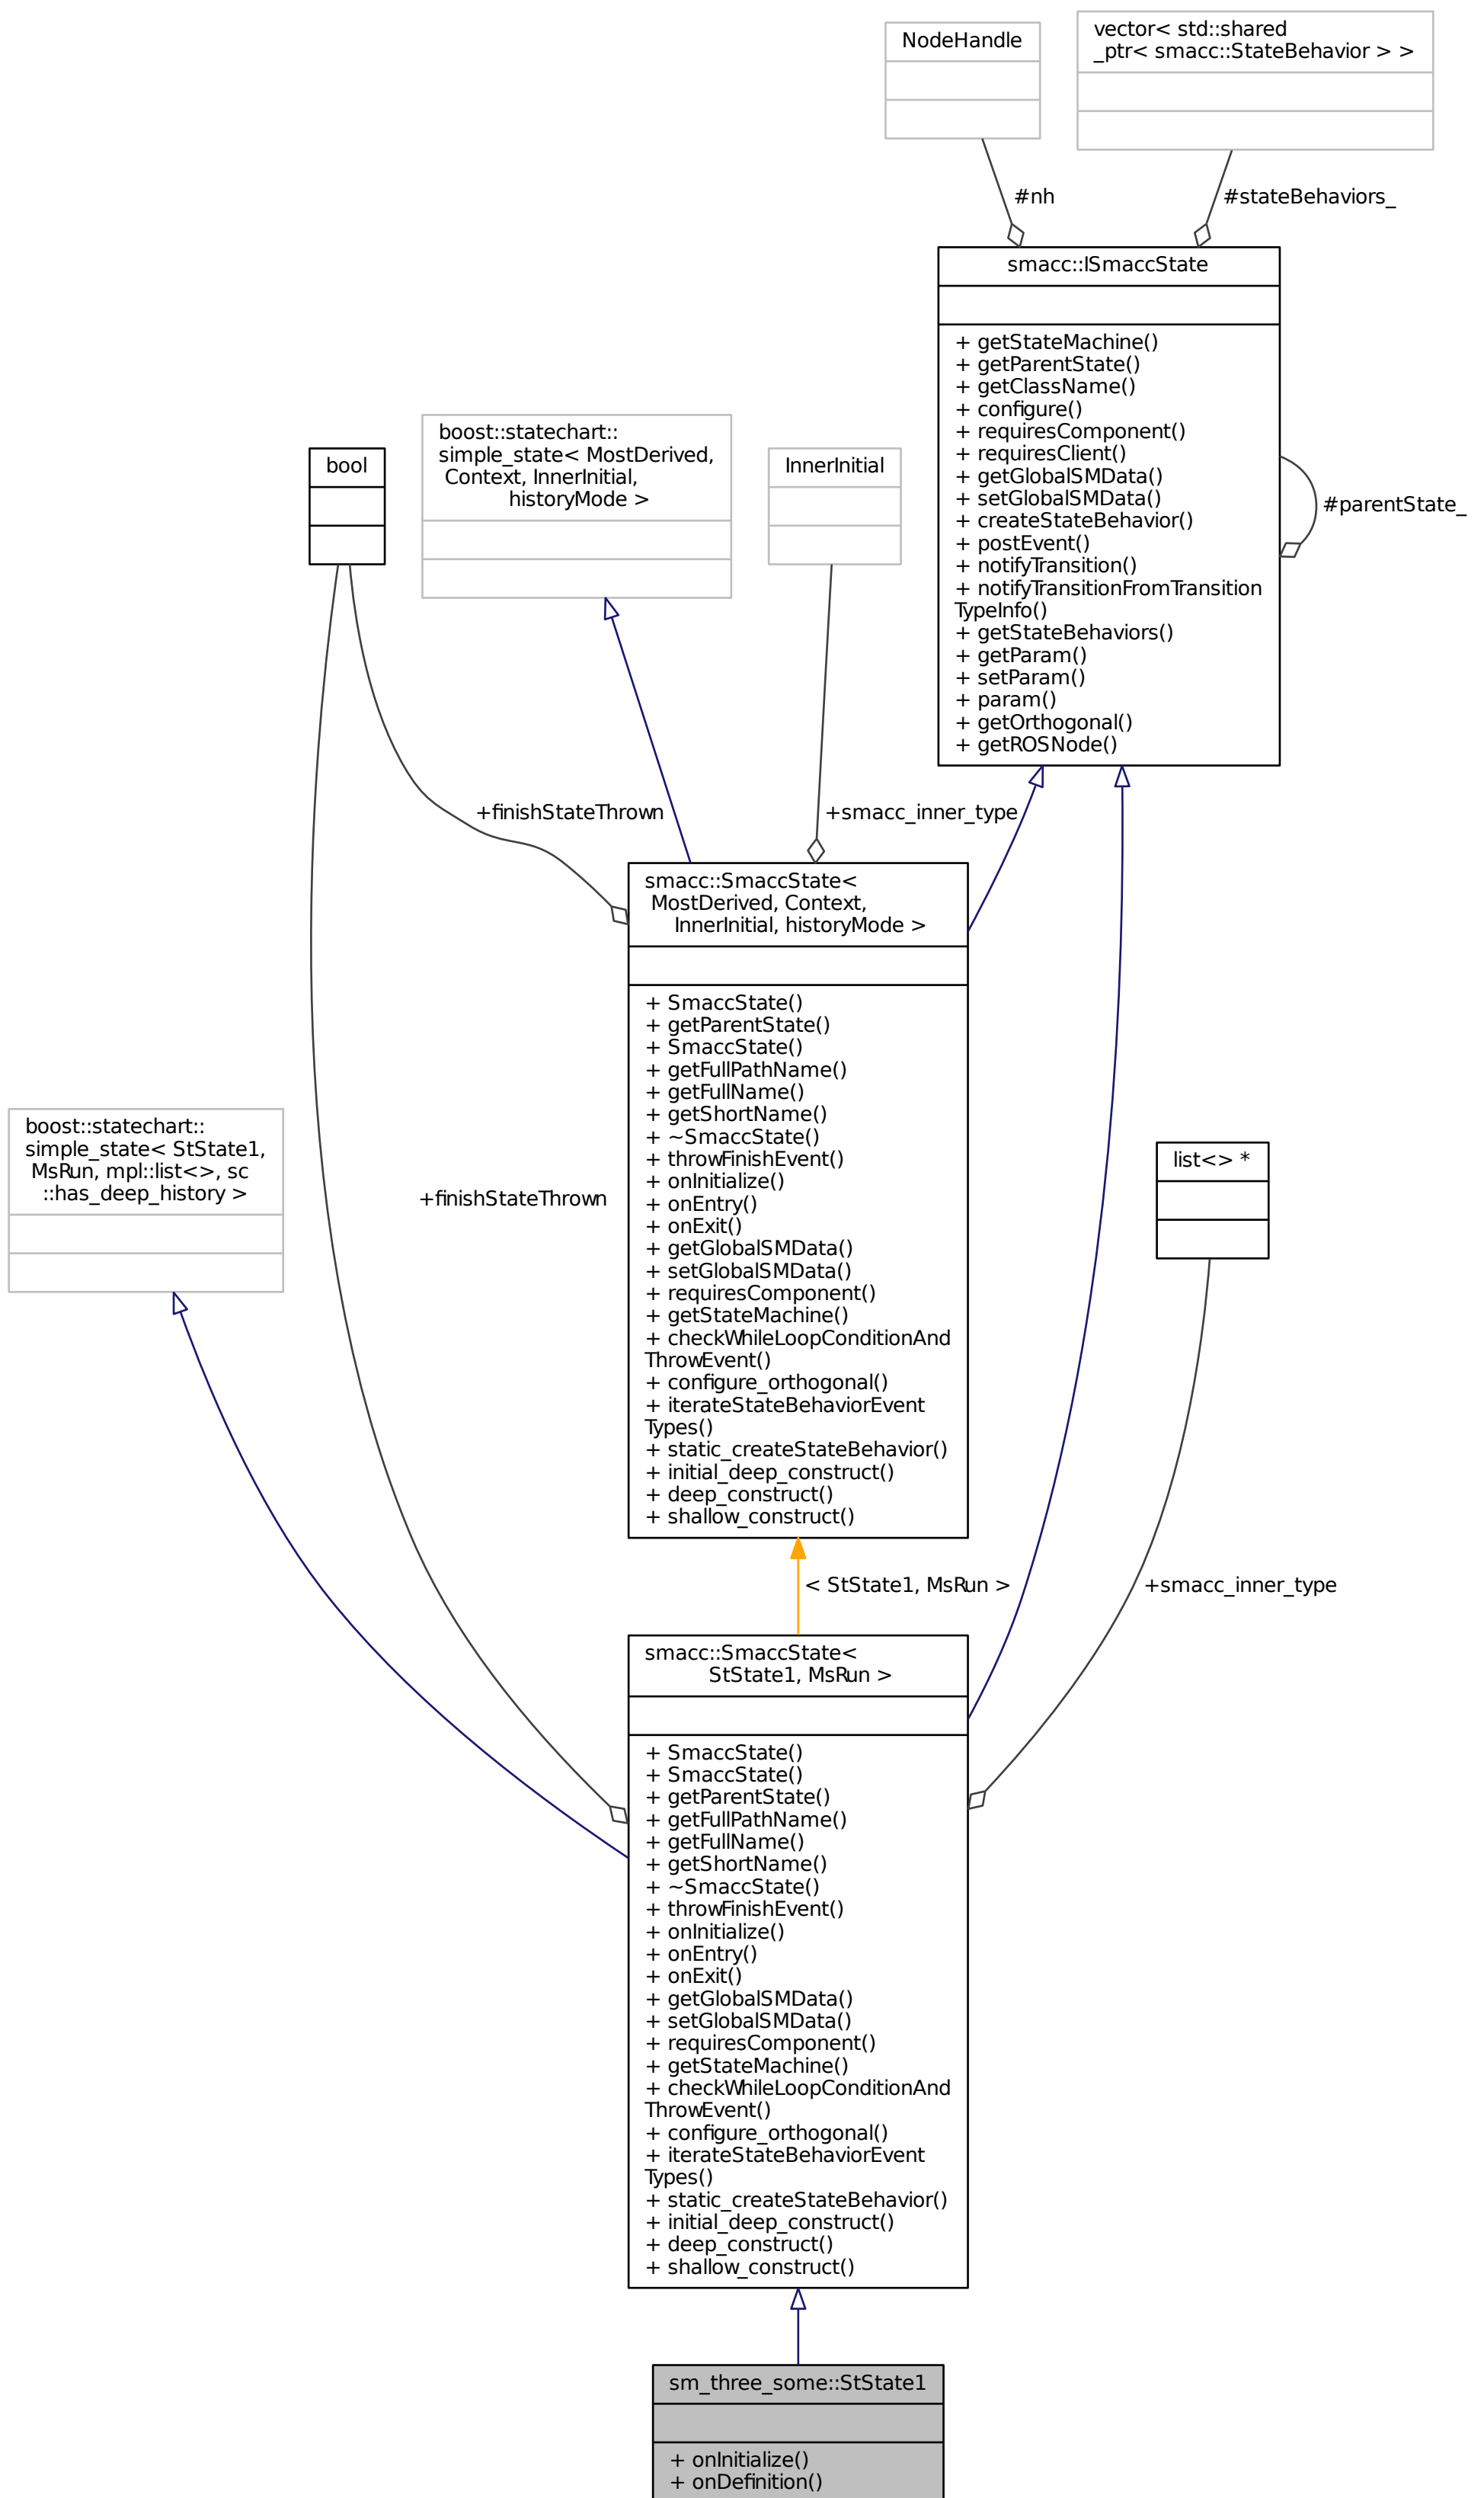 NodeHandle
vector< std::shared
_ptr< smacc::StateBehavior > >
#nh
#stateBehaviors_
smacc::ISmaccState
+ getStateMachine()
+ getParentState()
+ getClassName()
+ configure()
+ requiresComponent()
+ requiresClient()
+ getGlobalSMData()
+ setGlobalSMData()
+ createStateBehavior()
+ postEvent()
+ notifyTransition()
+ notifyTransitionFromTransition
TypeInfo()
+ getStateBehaviors()
+ getParam()
+ setParam()
+ param()
+ getOrthogonal()
+ getROSNode()
#parentState_
bool
boost::statechart::
simple_state< MostDerived,
Context, InnerInitial,
historyMode >
InnerInitial
+finishStateThrown
+smacc_inner_type
smacc::SmaccState<
MostDerived, Context,
InnerInitial, historyMode >
+ SmaccState()
+ getParentState()
+ SmaccState()
+ getFullPathName()
+ getFullName()
+ getShortName()
+ ~SmaccState()
+ throwFinishEvent()
+ onInitialize()
+ onEntry()
+ onExit()
+ getGlobalSMData()
+ setGlobalSMData()
+ requiresComponent()
+ getStateMachine()
+ checkWhileLoopConditionAnd
ThrowEvent()
+ configure_orthogonal()
+ iterateStateBehaviorEvent
Types()
+ static_createStateBehavior()
+ initial_deep_construct()
+ deep_construct()
+ shallow_construct()
boost::statechart::
simple_state< StState1,
MsRun, mpl::list<>, sc
::has_deep_history >
+finishStateThrown
list<> *
< StState1, MsRun >
+smacc_inner_type
smacc::SmaccState<
StState1, MsRun >
+ SmaccState()
+ SmaccState()
+ getParentState()
+ getFullPathName()
+ getFullName()
+ getShortName()
+ ~SmaccState()
+ throwFinishEvent()
+ onInitialize()
+ onEntry()
+ onExit()
+ getGlobalSMData()
+ setGlobalSMData()
+ requiresComponent()
+ getStateMachine()
+ checkWhileLoopConditionAnd
ThrowEvent()
+ configure_orthogonal()
+ iterateStateBehaviorEvent
Types()
+ static_createStateBehavior()
+ initial_deep_construct()
+ deep_construct()
+ shallow_construct()
sm_three_some::StState1
+ onInitialize()
+ onDefinition()